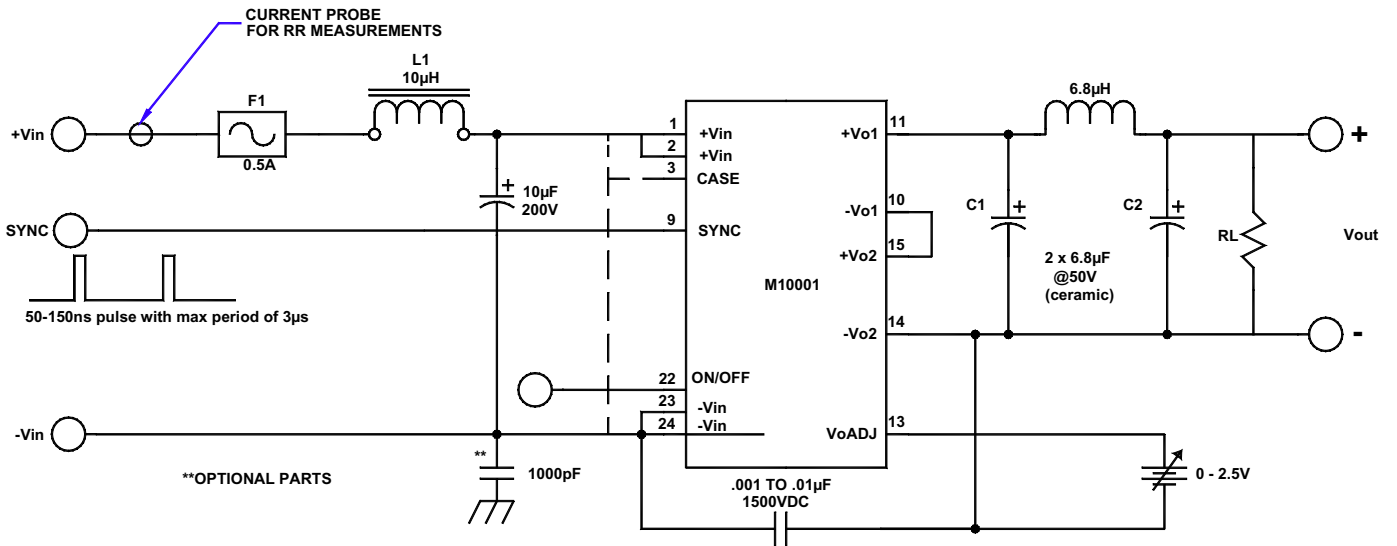 CURRENT PROBE
FOR RR MEASUREMENTS
L1
10µH
F1
0.5A
+Vin
SYNC
50-150ns pulse with max period of 3µs
-Vin
**OPTIONAL PARTS
**
1000pF
+
10µF
200V
1
+Vin
2
+Vin
3
CASE
9
SYNC
M10001
22
ON/OFF
23
-Vin
24
-Vin
+Vo1
11
-Vo1
10
+Vo2
15
-Vo2
14
VoADJ
13
.001 TO .01µF
1500VDC
6.8µH
C1
+
C2
+
2 x 6.8µF
@50V
(ceramic)
RL
+
Vout
-
0 - 2.5V